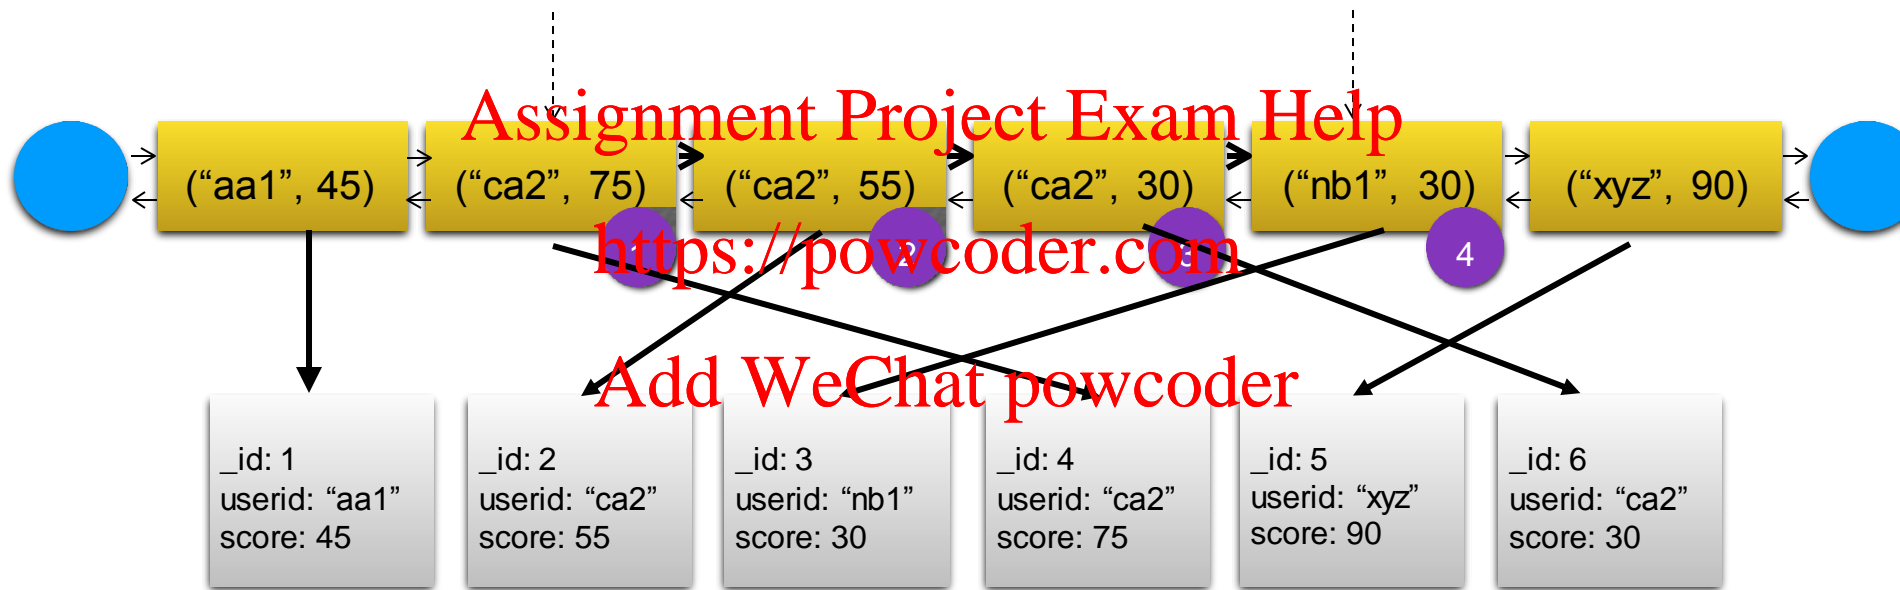 Assignment Project Exam Help
(“aa1”, 45) (“ca2”, 75) (“ca2”, 55) (“ca2”, 30) (“nb1”, 30) (“xyz”, 90)
https://powcoder.com
2 3 4
Add WeChat powcoder
_id: 1
userid: “aa1”
score: 45
_id: 2
userid: “ca2”
score: 55
_id: 3
userid: “nb1”
score: 30
_id: 4
userid: “ca2”
score: 75
_id: 5
userid: “xyz”
score: 90
_id: 6
userid: “ca2”
score: 30